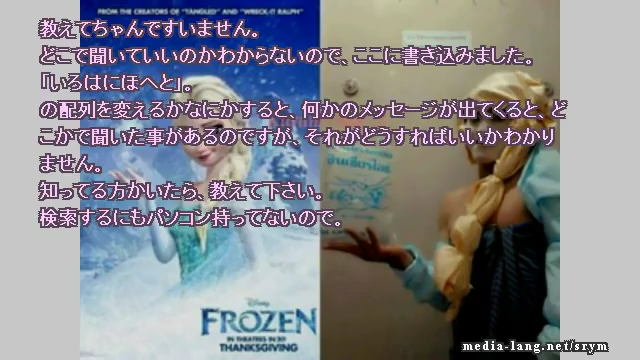 FROM THE CREATORS OF "TANGLED" AND "WRECK-IT RALPH"
教えてちゃんですいません。
どこで聞いていいのかわからないので、ここに書き込みました。
「いろはにほへと」。
の配列を変えるかなにかすると、何かのメッセージが出てくると、ど
こかで聞いた事があるのですが、それがどうすればいいかわかり
ません。
知ってる方がいたら、教えて下さい。
検索するにもパソコン持ってないので。
Disney
FROZEN
IN THEATRES IN 3D
THANKSGIVING
media-lang.net/srym